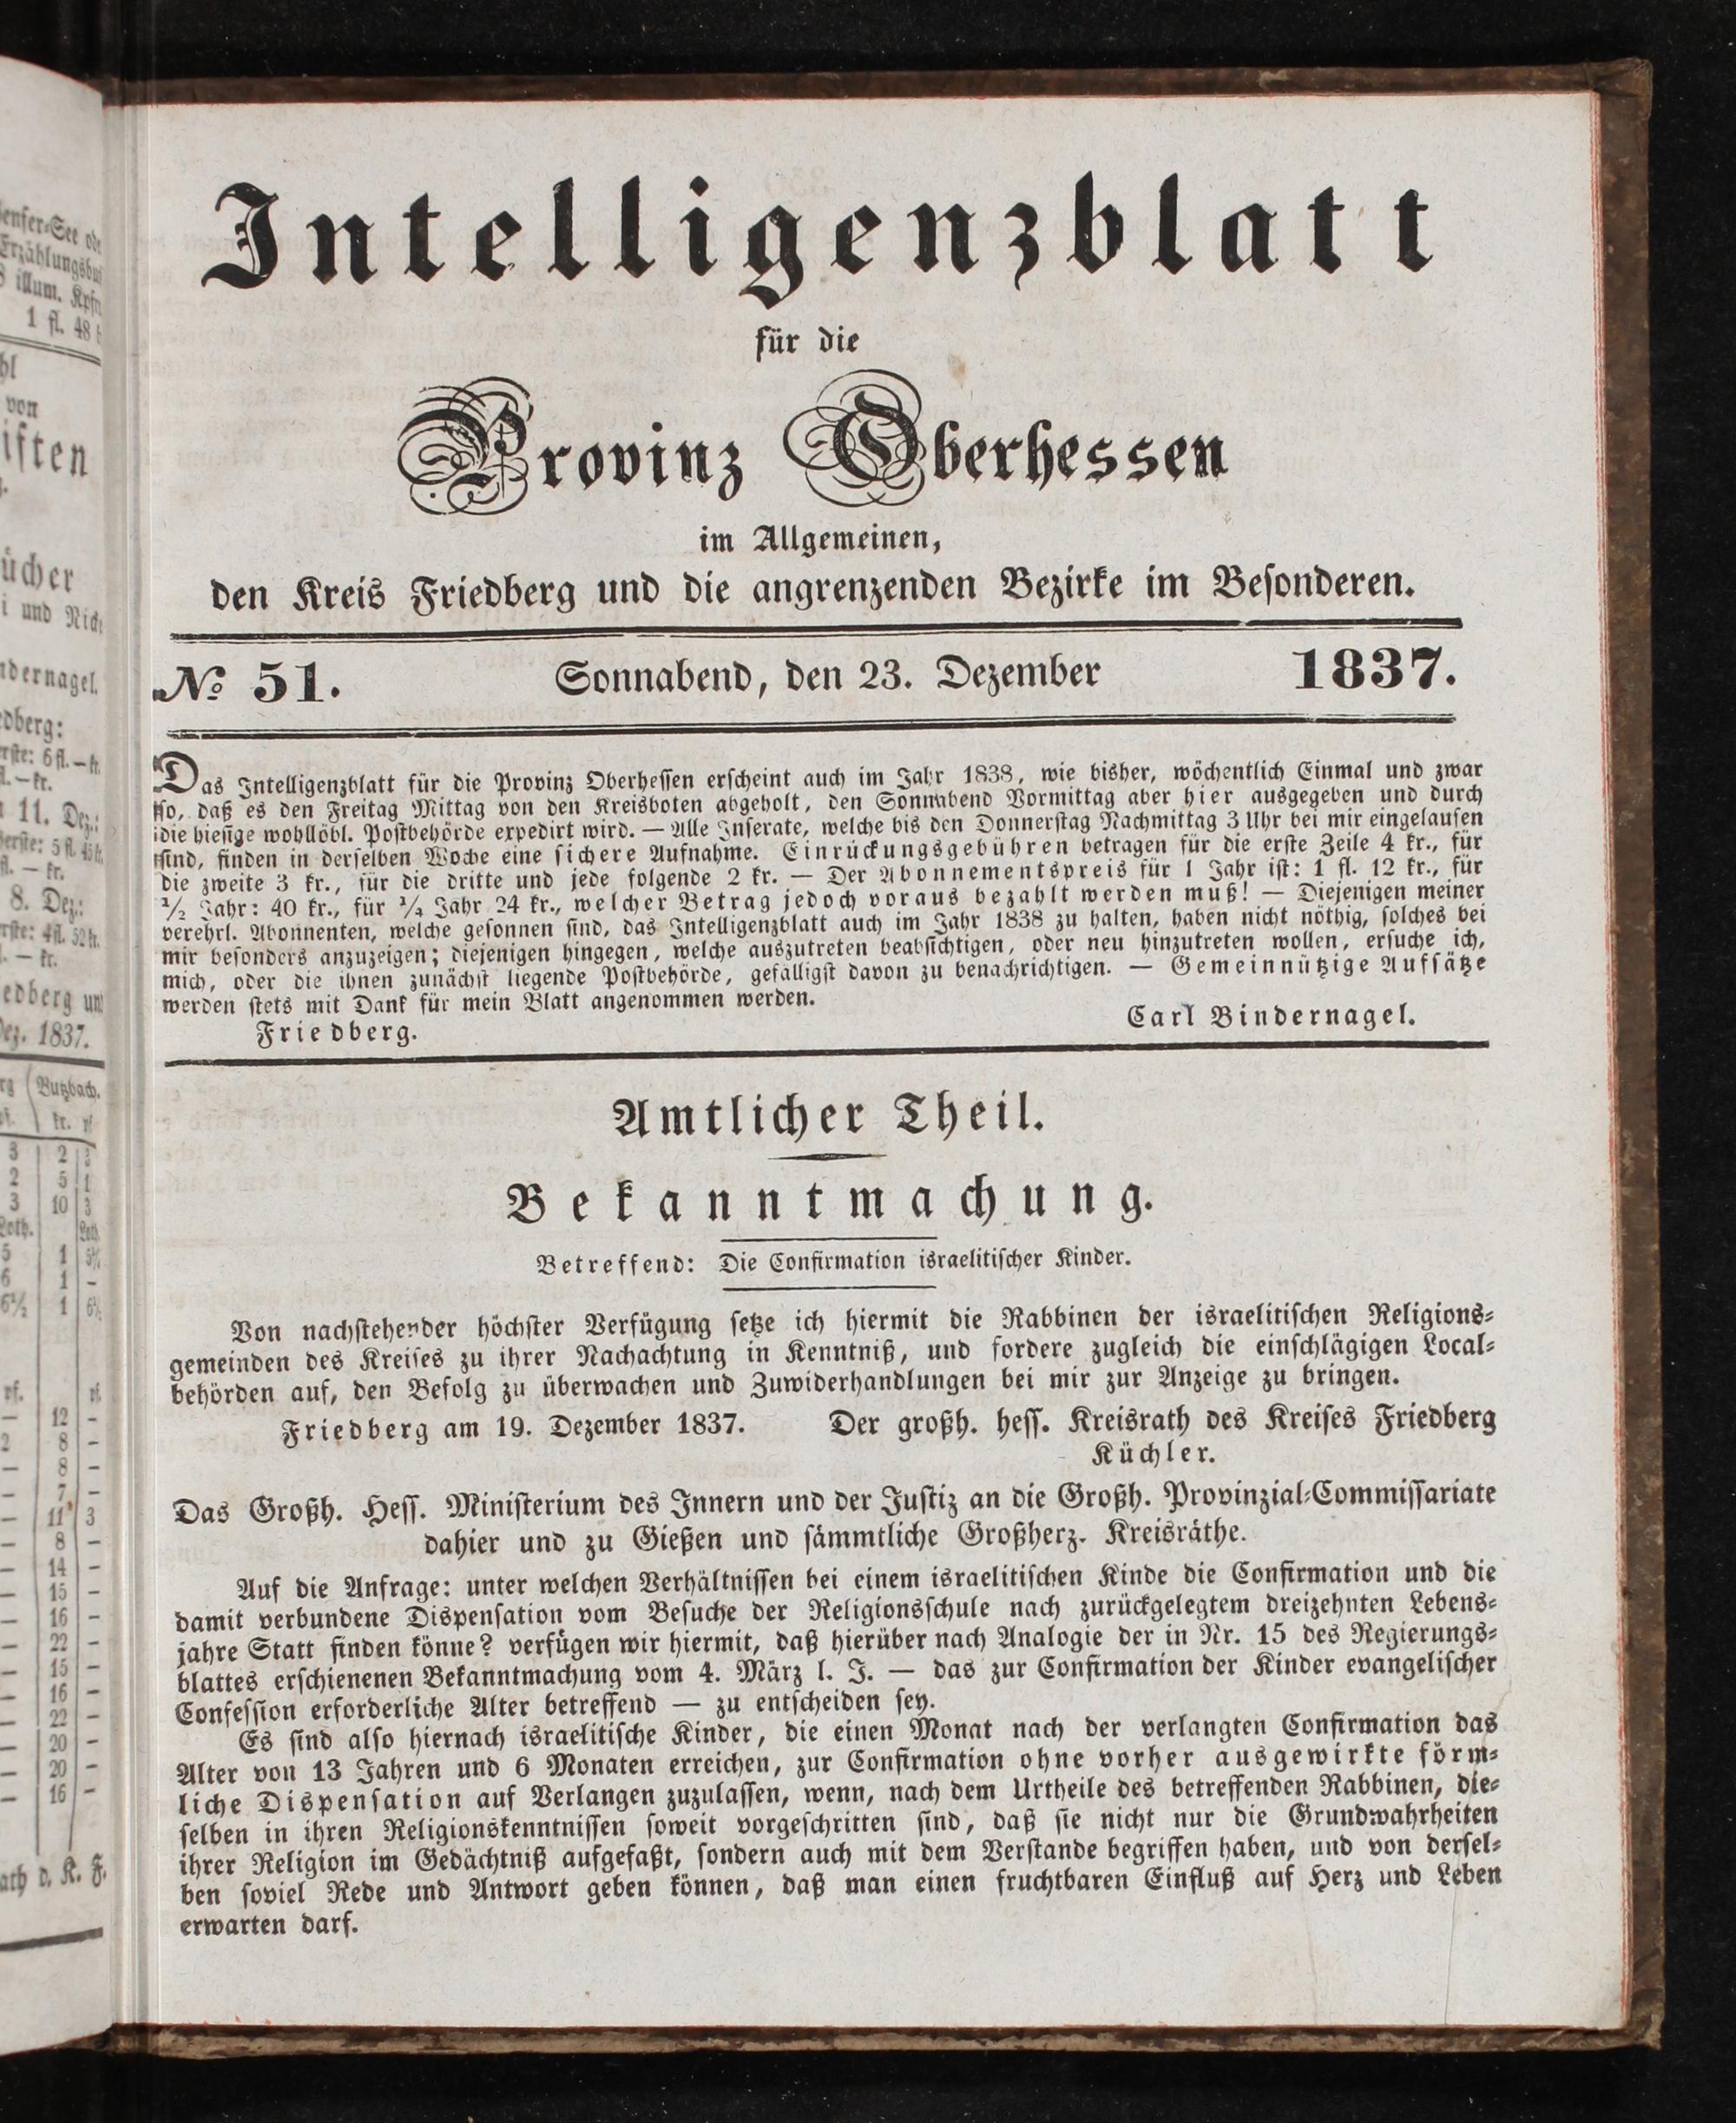 Intelligenzblatt
für die
Provinz Oberhessen
im Allgemeinen,
den Kreis Friedberg und die angrenzenden Bezirke im Besonderen.
№ 51. Sonnabend, den 23. Dezember 1837.
Das Intelligenzblatt für die Provinz Oberhessen erscheint auch im Jahr 1838, wie bisher, wöchentlich Einmal und zwar
so, daß es den Freitag Mittag von den Kreisboten abgeholt, den Sonnabend Vormittag aber hier ausgegeben und durch
die hiesige wohllöbl. Postbehörde expedirt wird. — Alle Inserate, welche bis den Donnerstag Nachmittag 3 Uhr bei mir eingelaufen
sind, finden in derselben Woche eine sichere Aufnahme. Einrückungsgebühren betragen für die erste Zeile 4 kr., für
die zweite 3 kr., für die dritte und jede folgende 2 kr. — Der Abonnementspreis für 1 Jahr ist: 1 fl. 12 kr., für
½ Jahr: 40 kr., für ¼ Jahr 24 kr., welcher Betrag jedoch voraus bezahlt werden muß! — Diejenigen meiner
verehrl. Abonnenten, welche gesonnen sind, das Intelligenzblatt auch im Jahr 1838 zu halten, haben nicht nöthig, solches bei
mir besonders anzuzeigen; diejenigen hingegen, welche auszutreten beabsichtigen, oder neu hinzutreten wollen, ersuche ich,
mich, oder die ihnen zunächst liegende Postbehörde, gefälligst davon zu benachrichtigen. — Gemeinnützige Aufsätze
werden stets mit Dank für mein Blatt angenommen werden.
Friedberg. Carl Bindernagel.
Amtlicher Theil.
Bekanntmachung.
Betreffend: Die Confirmation israelitischer Kinder.
Von nachstehender höchster Verfügung setze ich hiermit die Rabbinen der israelitischen Religions-
gemeinden des Kreises zu ihrer Nachachtung in Kenntniß, und fordere zugleich die einschlägigen Local-
behörden auf, den Befolg zu überwachen und Zuwiderhandlungen bei mir zur Anzeige zu bringen.
Friedberg am 19. Dezember 1837. Der großh. hess. Kreisrath des Kreises Friedberg
Küchler.
Das Großh. Hess. Ministerium des Innern und der Justiz an die Großh. Provinzial-Commissariate
dahier und zu Gießen und sämmtliche Großherz. Kreisräthe.
Auf die Anfrage: unter welchen Verhältnissen bei einem israelitischen Kinde die Confirmation und die
damit verbundene Dispensation vom Besuche der Religionsschule nach zurückgelegtem dreizehnten Lebens-
jahre Statt finden könne? verfügen wir hiermit, daß hierüber nach Analogie der in Nr. 15 des Regierungs-
blattes erschienenen Bekanntmachung vom 4. März l. J. — das zur Confirmation der Kinder evangelischer
Confession erforderliche Alter betreffend — zu entscheiden sey.
Es sind also hiernach israelitische Kinder, die einen Monat nach der verlangten Confirmation das
Alter von 13 Jahren und 6 Monaten erreichen, zur Confirmation ohne vorher ausgewirkte förm-
liche Dispensation auf Verlangen zuzulassen, wenn, nach dem Urtheile des betreffenden Rabbinen, die-
selben in ihren Religionskenntnissen soweit vorgeschritten sind, daß sie nicht nur die Grundwahrheiten
ihrer Religion im Gedächtniß aufgefaßt, sondern auch mit dem Verstande begriffen haben, und von dersel-
ben soviel Rede und Antwort geben können, daß man einen fruchtbaren Einfluß auf Herz und Leben
erwarten darf.